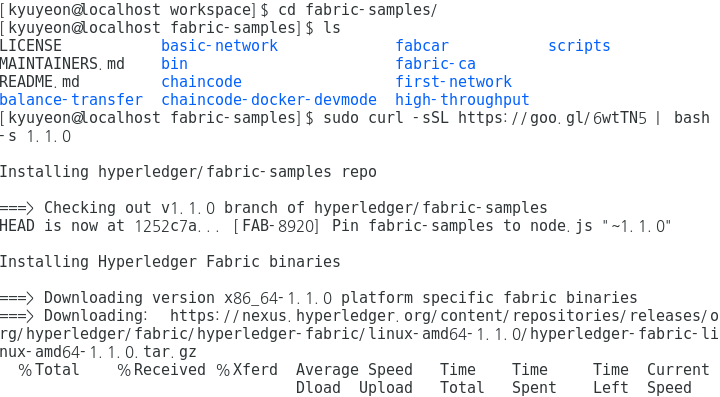 [kyuyeon@localhost workspace]$ cd fabric-samples/
[kyuyeon@localhost fabric-samples]$ ls
LICENSE basic-network fabcar scripts
MAINTAINERS.md bin fabric-ca
README.md chaincode first-network
balance-transfer chaincode-docker-devmode high-throughput
[kyuyeon@localhost fabric-samples]$ sudo curl -sSL https://goo.gl/6wtTN5 | bash
-s 1.1.0
Installing hyperledger/fabric-samples repo
===> Checking out v1.1.0 branch of hyperledger/fabric-samples
HEAD is now at 1252c7a... [FAB-8920] Pin fabric-samples to node.js "~1.1.0"
Installing Hyperledger Fabric binaries
===> Downloading version x86_64-1.1.0 platform specific fabric binaries
===> Downloading: https://nexus.hyperledger.org/content/repositories/releases/o
rg/hyperledger/fabric/hyperledger-fabric/linux-amd64-1.1.0/hyperledger-fabric-li
nux-amd64-1.1.0.tar.gz
% Total % Received % Xferd Average Speed Time Time Time Current
Dload Upload Total Spent Left Speed